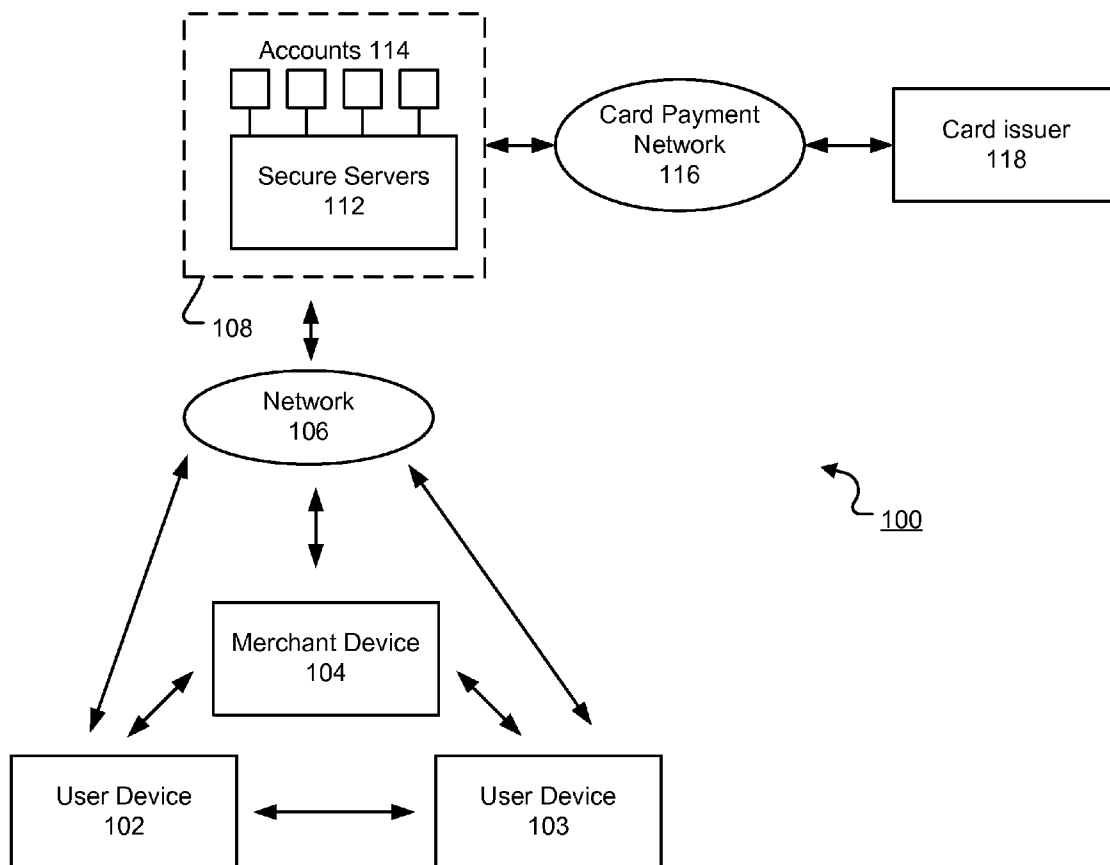 Accounts 114
Secure Servers
112
Card Payment
Network
116
Card issuer
118
108
Network
106
100
Merchant Device
104
User Device
102
User Device
103